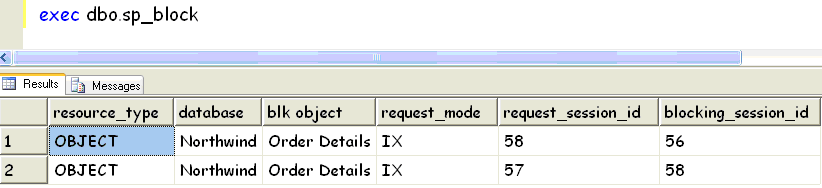 exec dbo.sp_block
Results Messages
resource_type database blk object request_mode request_session_id blocking_session_id
1 OBJECT Northwind Order Details IX 58 56
2 OBJECT Northwind Order Details IX 57 58